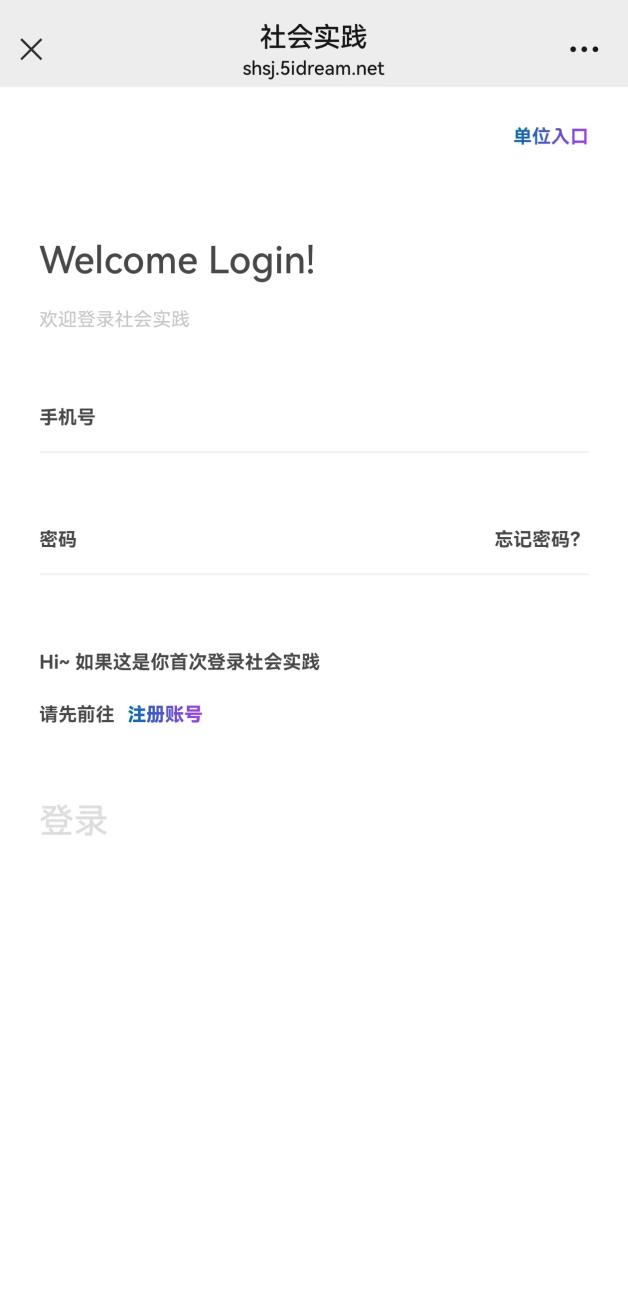 社会实践
shsj.5idream.net
单位入口
Welcome Login!
欢迎登录社会实践
手机号
密码 忘记密码?
Hi~ 如果这是你首次登录社会实践
请先前往 注册账号
登录